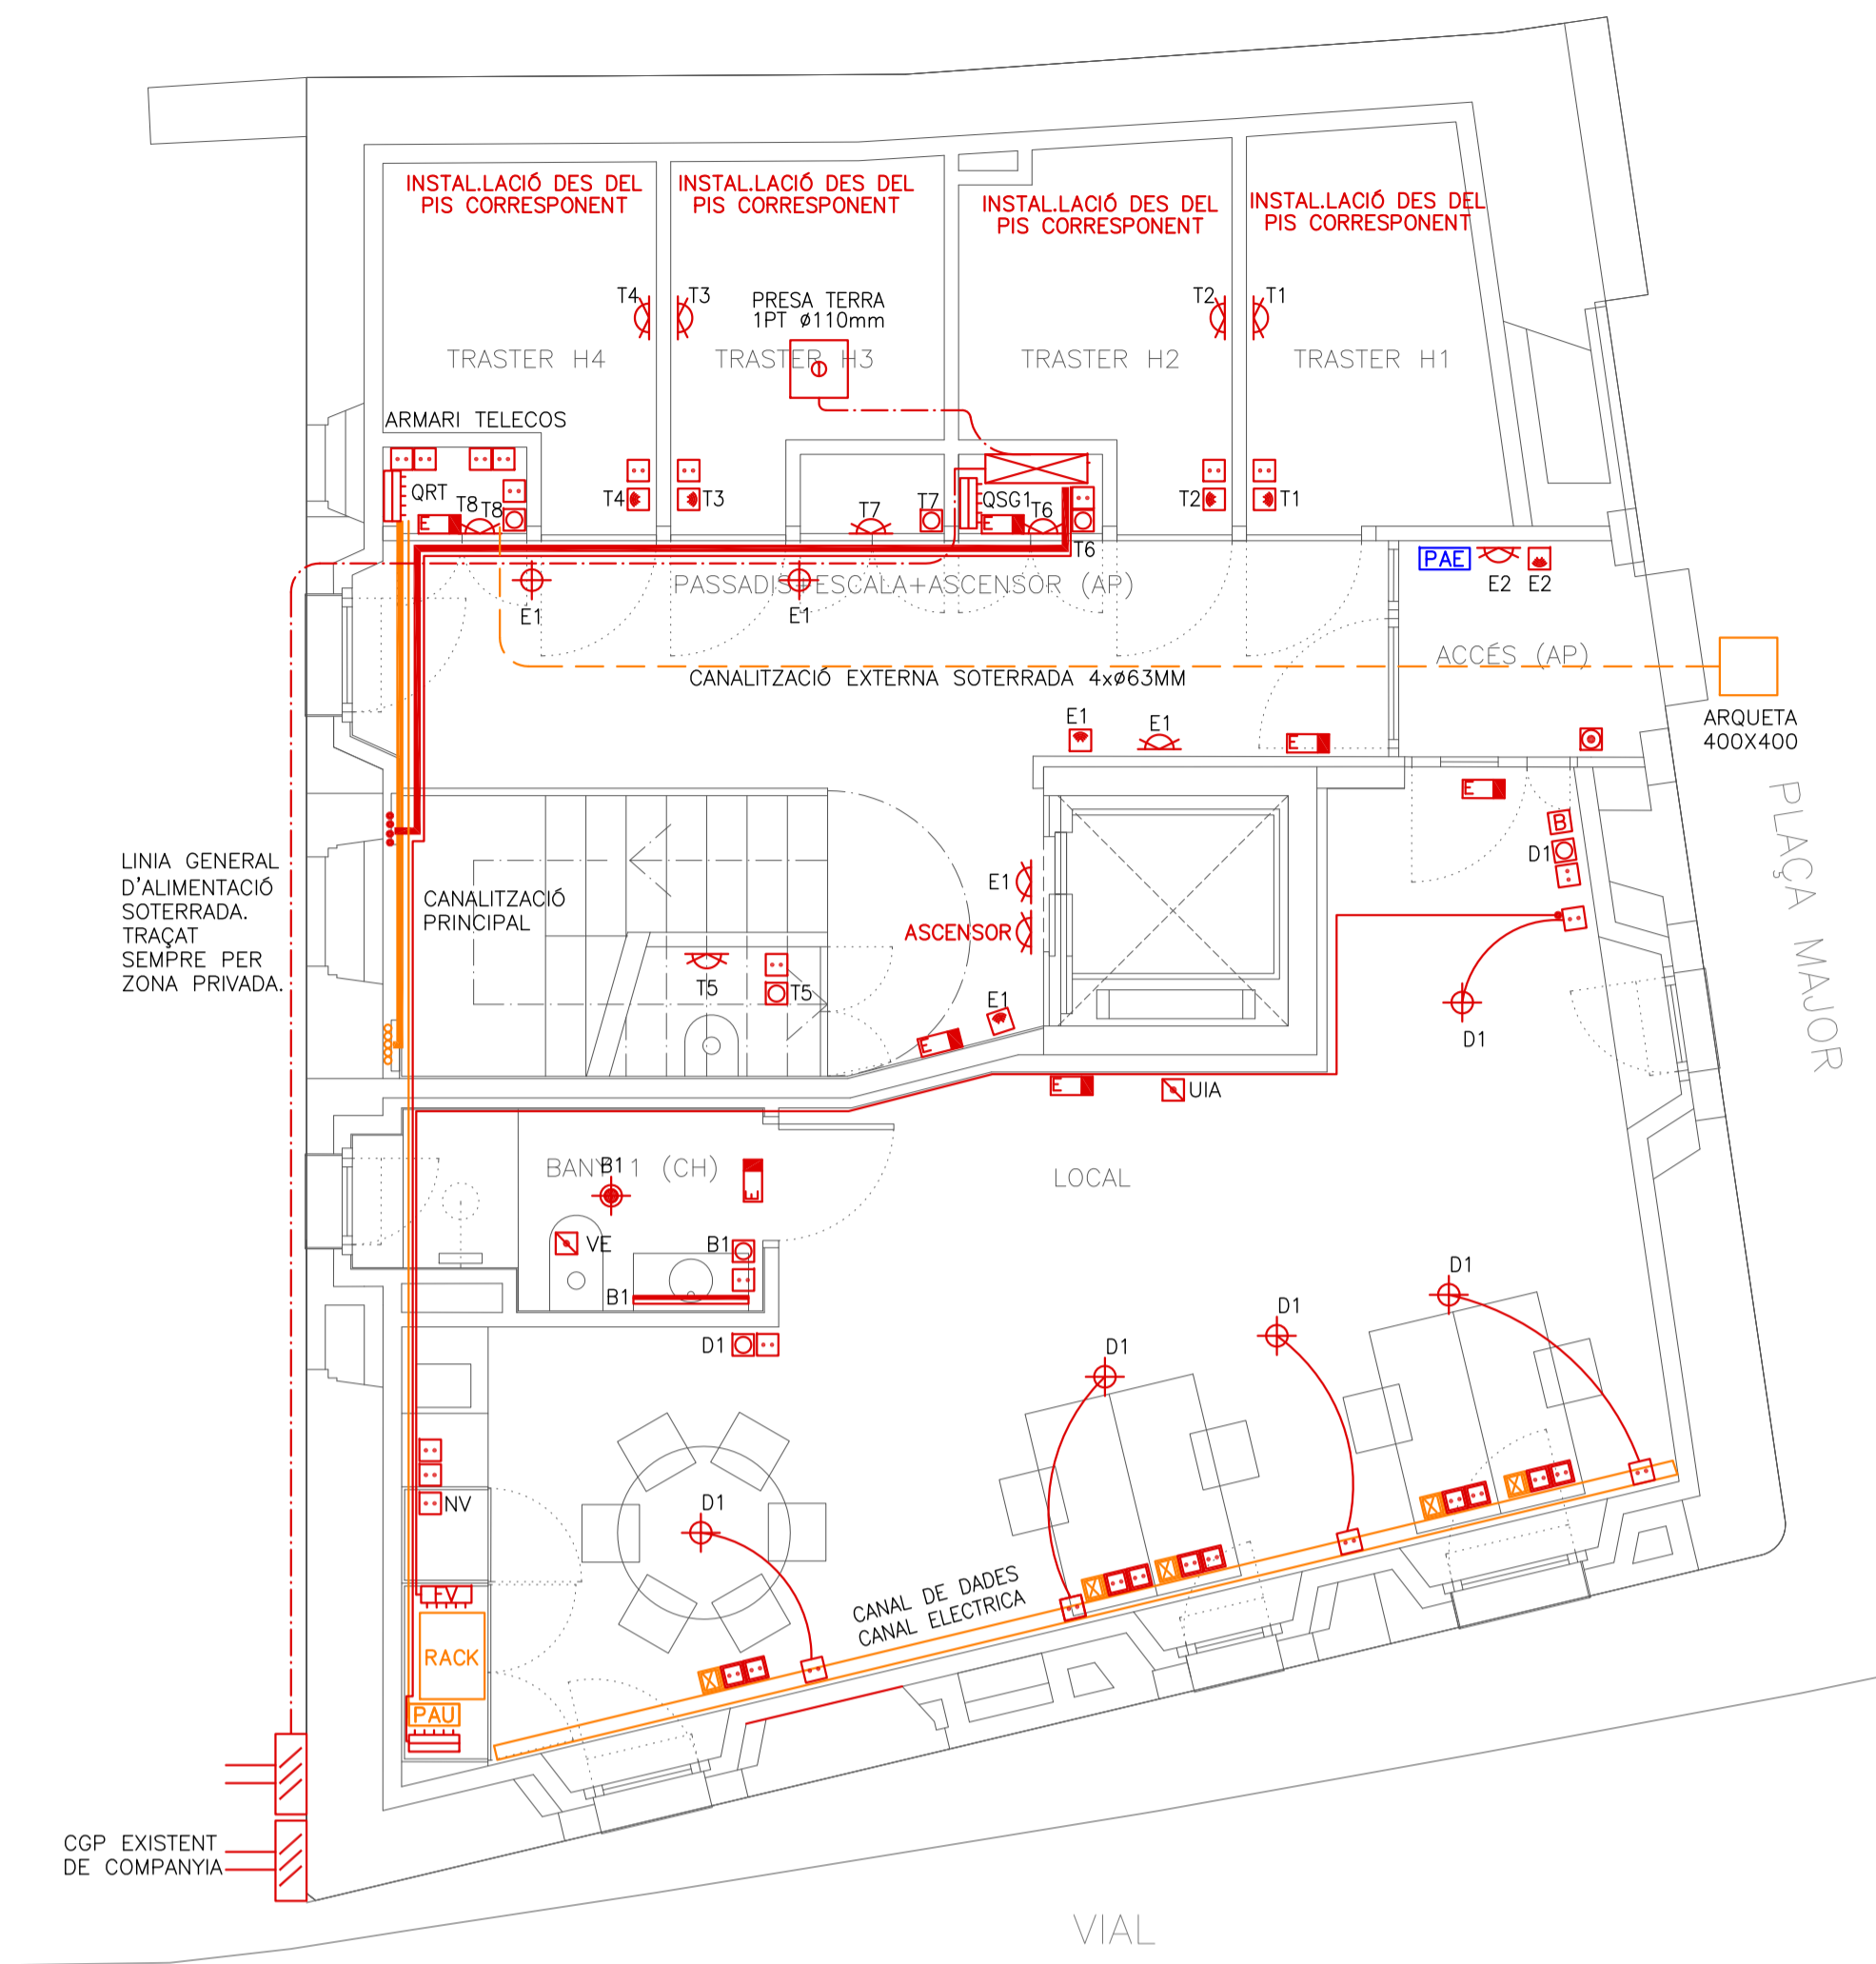 INSTAL.LACIÓ DES DEL
PIS CORRESPONENT
INSTAL.LACIÓ DES DEL
PIS CORRESPONENT
INSTAL.LACIÓ DES DEL
PIS CORRESPONENT
INSTAL.LACIÓ DES DEL
PIS CORRESPONENT
T4
T3
PRESA TERRA
1PT ø110mm
T2
T1
TRASTER H4
TRASTER H3
TRASTER H2
TRASTER H1
ARMARI TELECOS
QRT
T8
T8
E
T4
T3
T7
T7
QSG1
E
T6
T6
T2
T1
E1
E1
PASSADIS+ESCALA+ASCENSOR (AP)
PAE
E2
E2
ACCÉS (AP)
CANALITZACIÓ EXTERNA SOTERRADA 4xø63MM
ARQUETA
400X400
E1
E1
E
E
PLAÇA MAJOR
B
D1
LINIA GENERAL
D'ALIMENTACIÓ
SOTERRADA.
TRAÇAT
SEMPRE PER
ZONA PRIVADA.
CANALITZACIÓ
PRINCIPAL
E1
ASCENSOR
T5
T5
E1
E
D1
E
UIA
BANY 1 (CH)
B1
E
LOCAL
VE
B1
B1
D1
D1
D1
D1
D1
NV
CANAL DE DADES
CANAL ELECTRICA
FV
RACK
PAU
CGP EXISTENT
DE COMPANYIA
VIAL